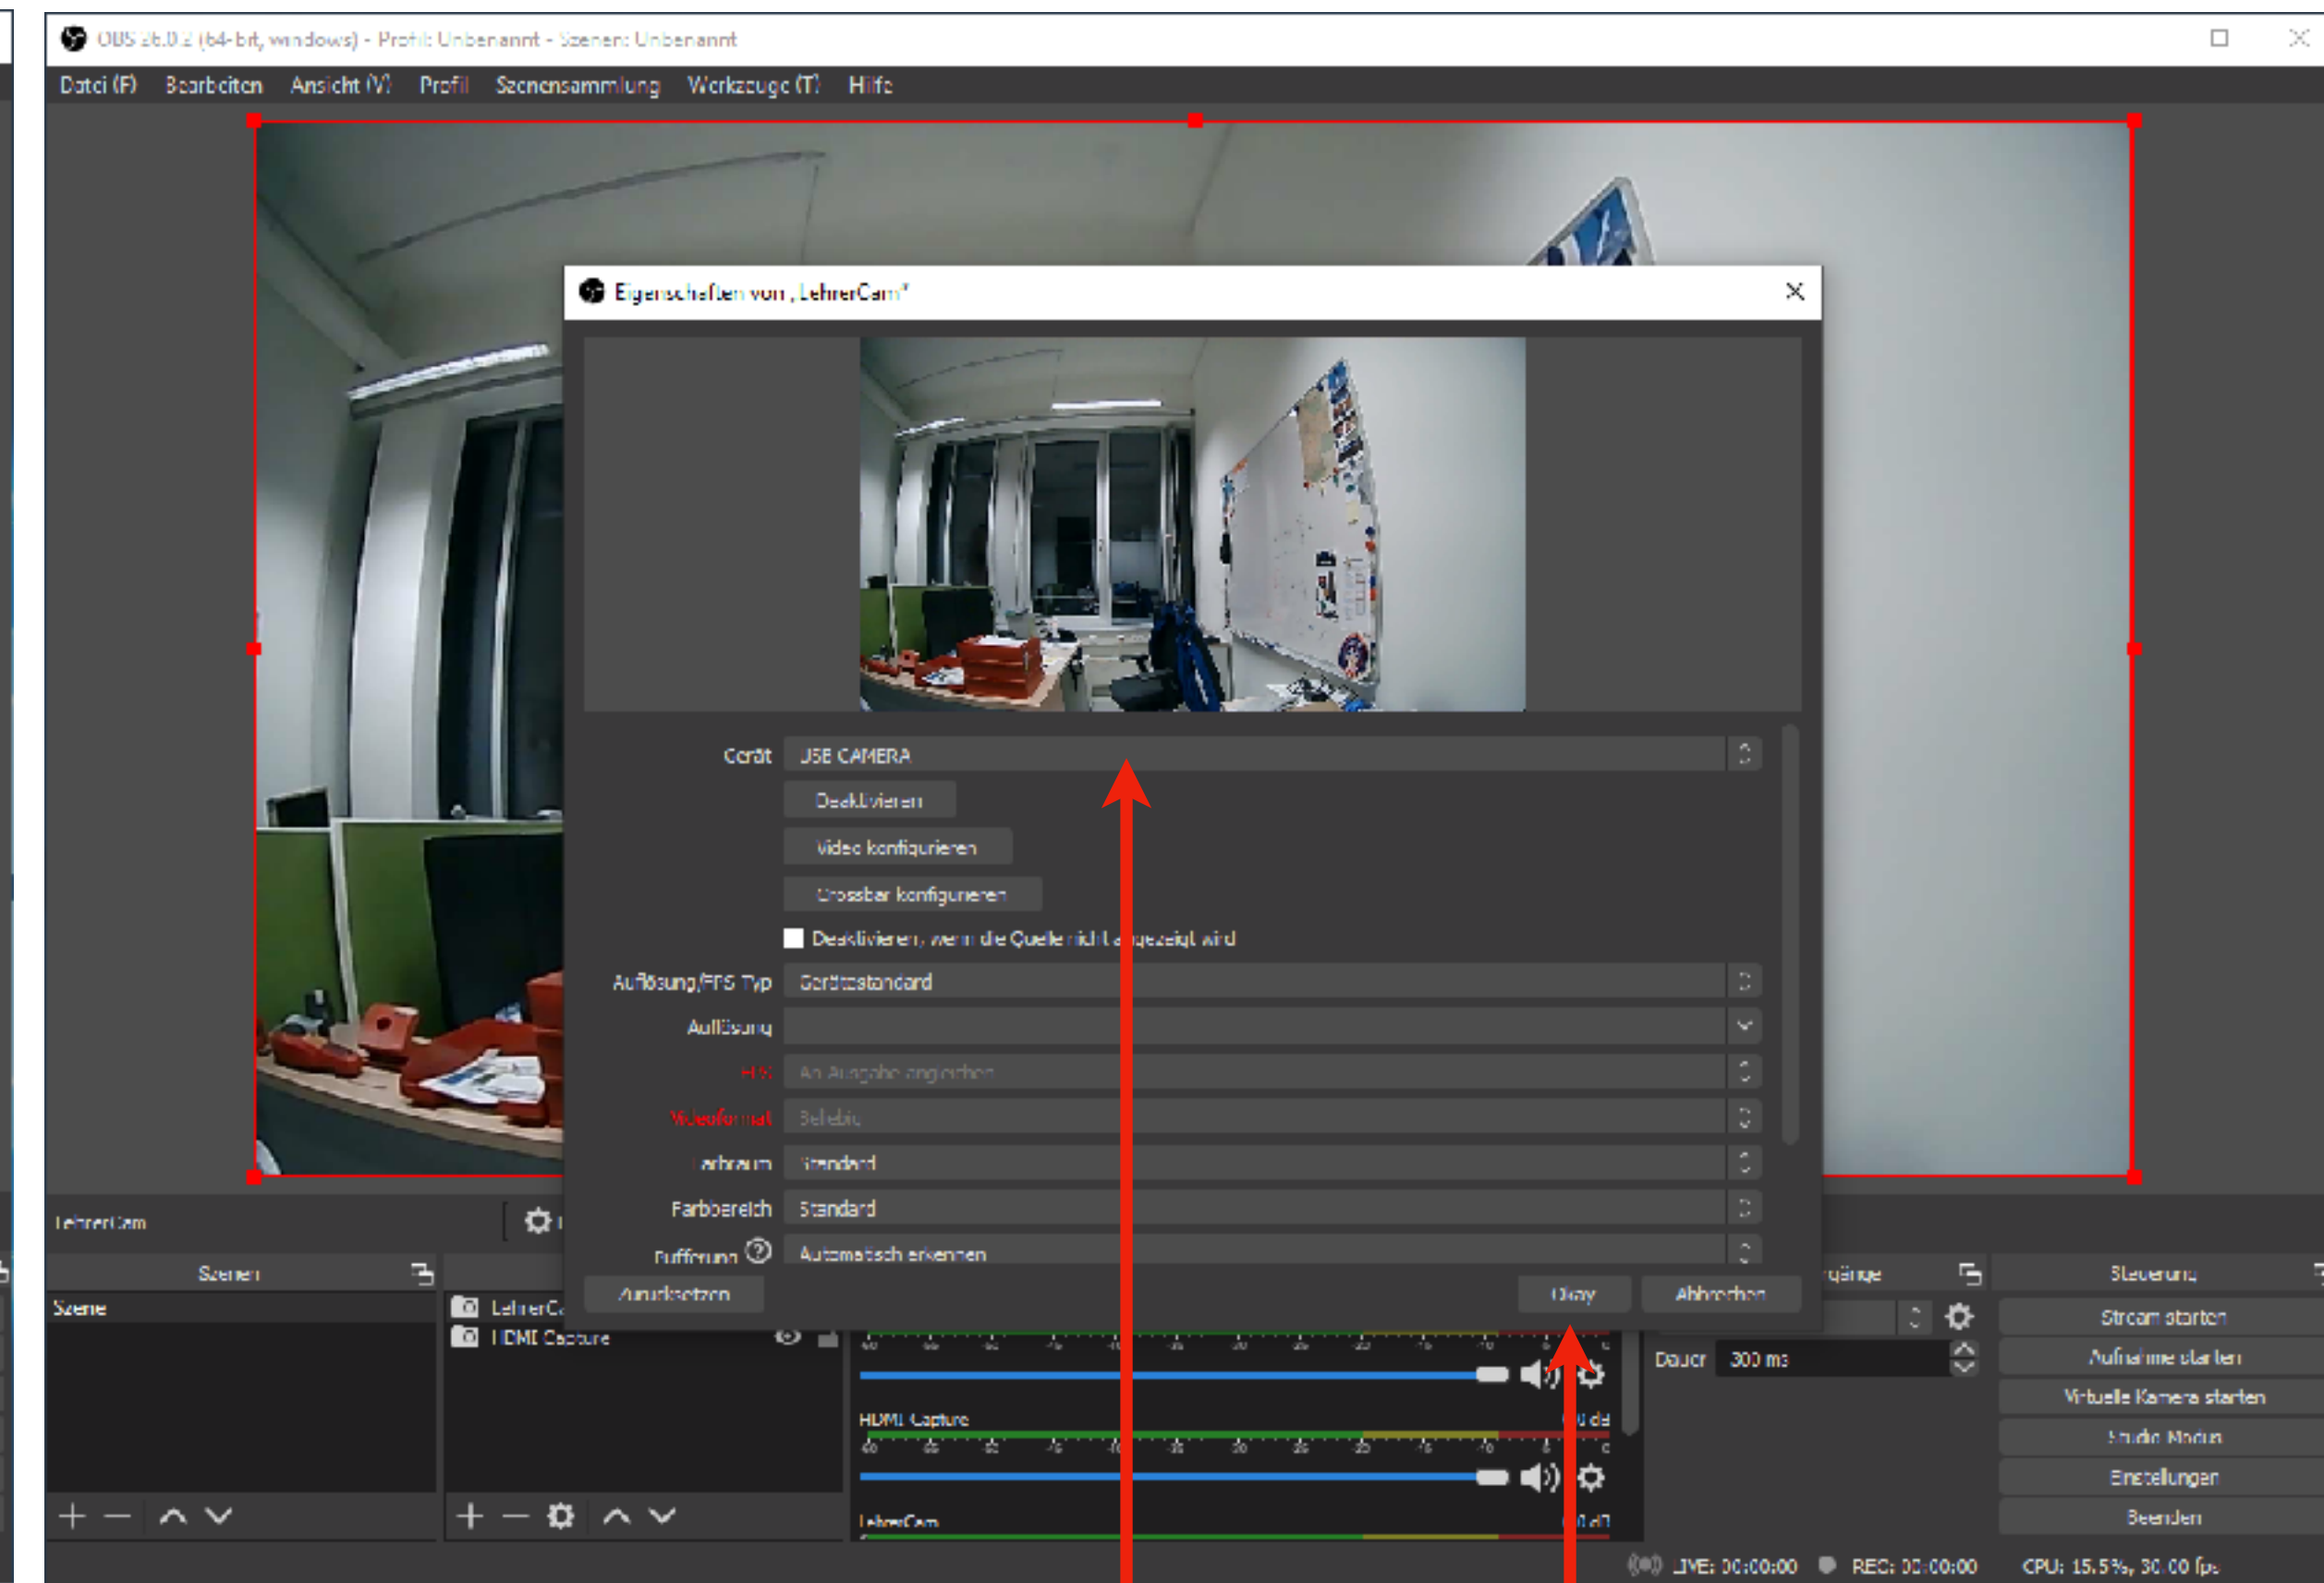 OBS 26.0.2 (64-bit, windows) - Profil: Unbenannt - Szenen: Unbenannt
Datei (F) Bearbeiten Ansicht (V) Profil Szenensammlung Werkzeuge (T) Hilfe
Eigenschaften von „LehrerCam“
Gerät USB CAMERA
Deaktivieren
Video konfigurieren
Crossbar konfigurieren
Deaktivieren, wenn die Quelle nicht angezeigt wird
Auflösung/FPS Typ Gerätestandard
Auflösung
FPS An Ausgabe angleichen
Videoformat Beliebig
Farbraum Standard
Farbbereich Standard
Pufferung Automatisch erkennen
Zurücksetzen Okay Abbrechen
LehrerCam
Szenen
Szene
LehrerCa
HDMI Capture
HDMI Capture
LehrerCam
rgänge
Dauer 300 ms
Steuerung
Stream starten
Aufnahme starten
Virtuelle Kamera starten
Studio Modus
Einstellungen
Beenden
LIVE: 00:00:00 REC: 00:00:00 CPU: 15.5%, 30.00 fps